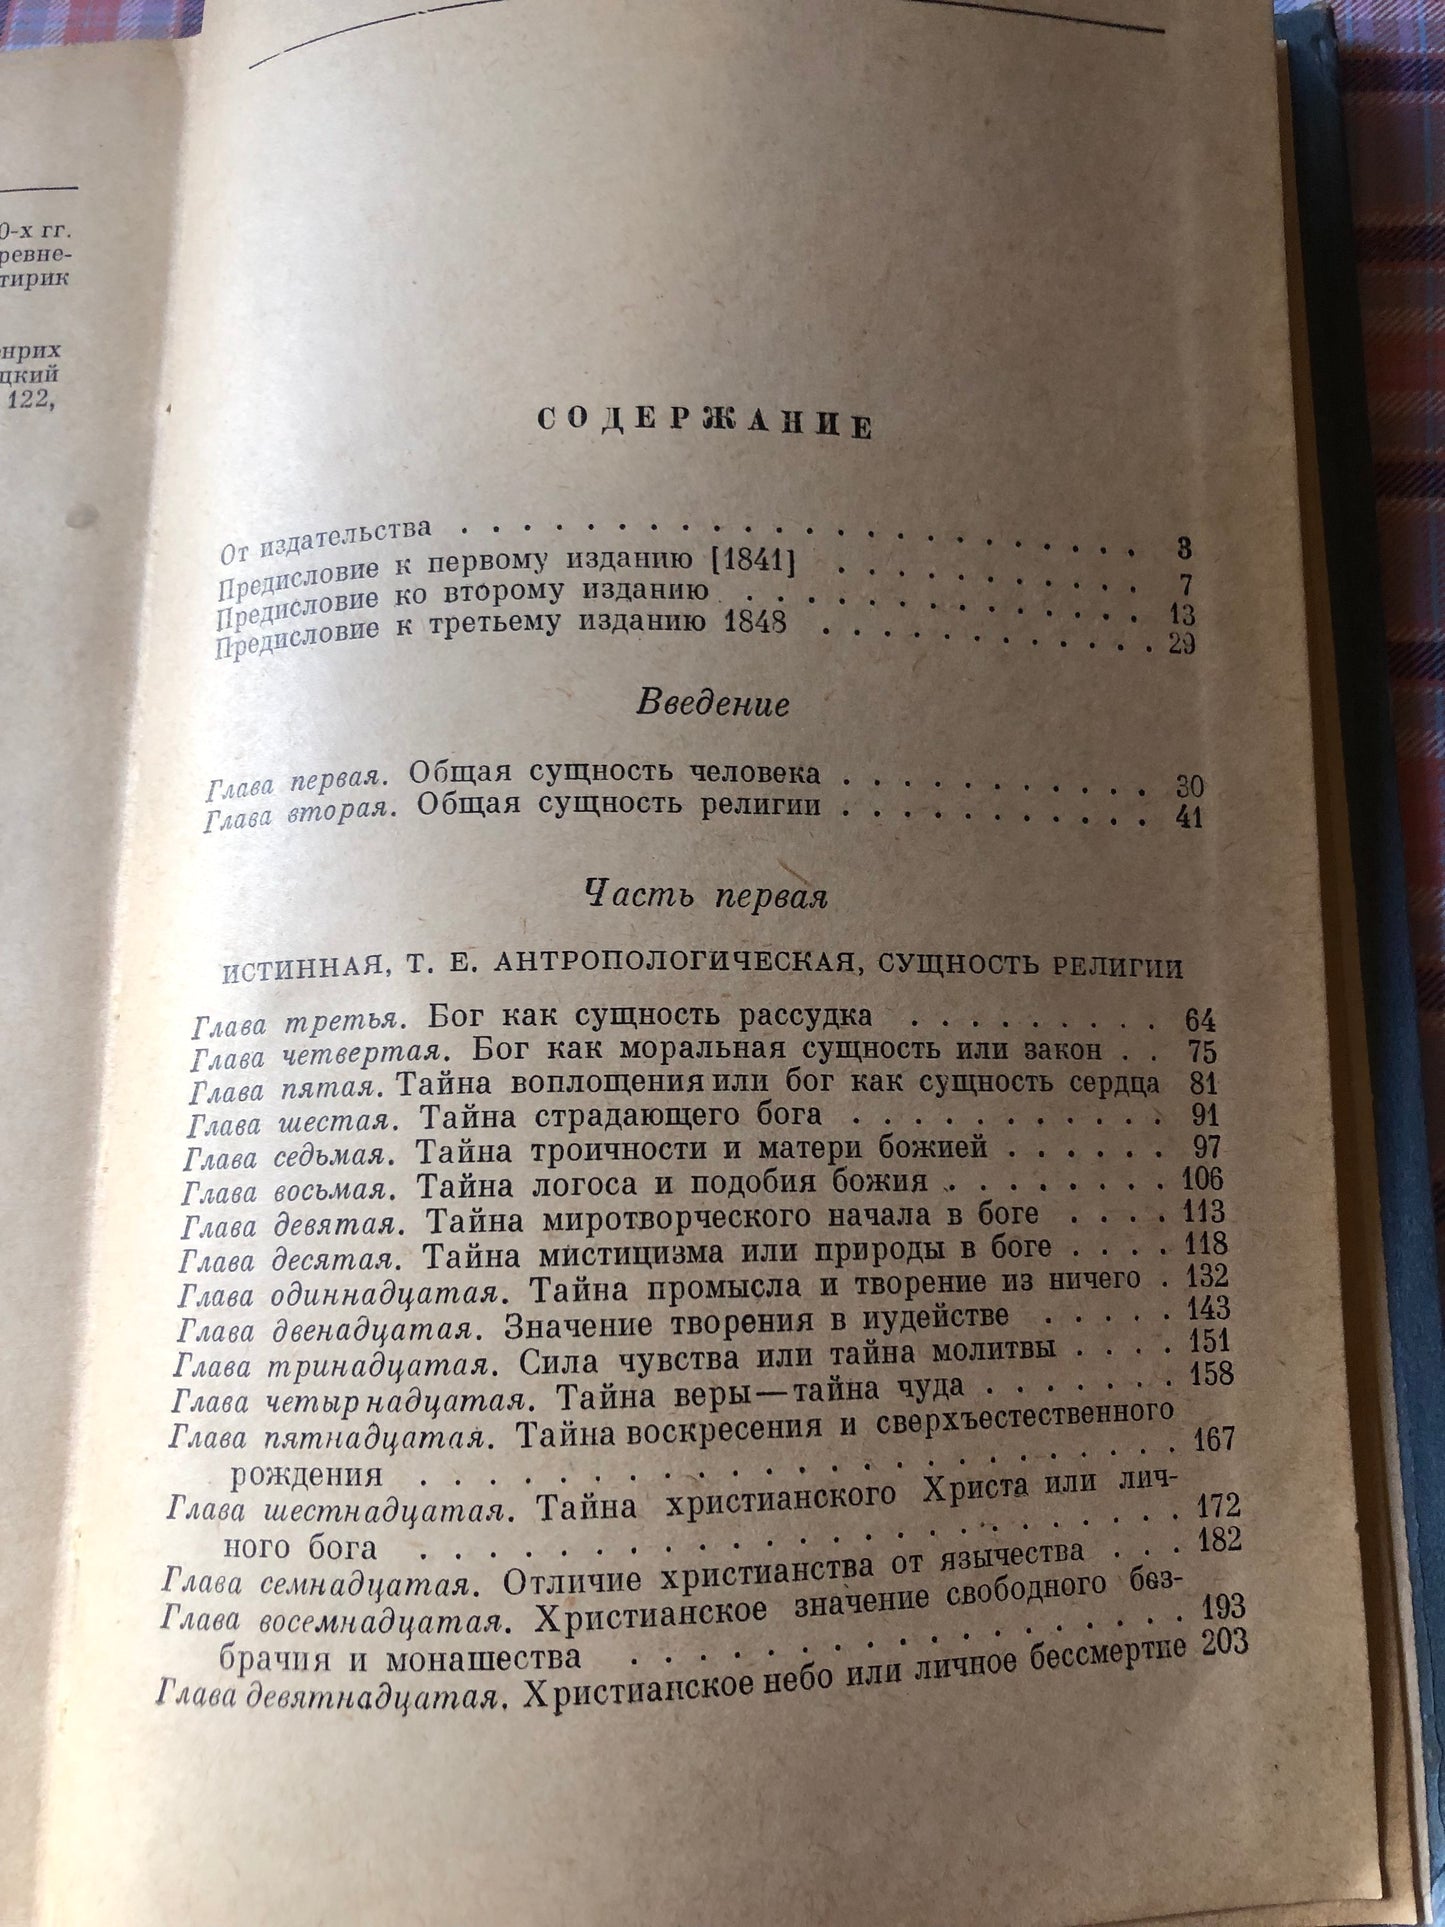 0-х гг.
ревне-
тирик
нрих
цкий
122,
СОДЕРЖАНИЕ
От издательства . . . . . . . . . . . . . . . . . . . . . . 3
Предисловие к первому изданию [1841] . . . . . . . . . . . 7
Предисловие ко второму изданию . . . . . . . . . . . . . . 13
Предисловие к третьему изданию 1848 . . . . . . . . . . . . 29
Введение
Глава первая. Общая сущность человека . . . . . . . . . . . 30
Глава вторая. Общая сущность религии . . . . . . . . . . . 41
Часть первая
ИСТИННАЯ, Т. Е. АНТРОПОЛОГИЧЕСКАЯ, СУЩНОСТЬ РЕЛИГИИ
Глава третья. Бог как сущность рассудка . . . . . . . . . 64
Глава четвертая. Бог как моральная сущность или закон . . 75
Глава пятая. Тайна воплощения или бог как сущность сердца 81
Глава шестая. Тайна страдающего бога . . . . . . . . . . . 91
Глава седьмая. Тайна троичности и матери божией . . . . . . 97
Глава восьмая. Тайна логоса и подобия божия . . . . . . . . 106
Глава девятая. Тайна миротворческого начала в боге . . . . 113
Глава десятая. Тайна мистицизма или природы в боге . . . . 118
Глава одиннадцатая. Тайна промысла и творение из ничего . 132
Глава двенадцатая. Значение творения в иудействе . . . . . 143
Глава тринадцатая. Сила чувства или тайна молитвы . . . . 151
Глава четырнадцатая. Тайна веры—тайна чуда . . . . . . . 158
Глава пятнадцатая. Тайна воскресения и сверхъестественного
рождения . . . . . . . . . . . . . . . . . . . . . . 167
Глава шестнадцатая. Тайна христианского Христа или лич-
ного бога . . . . . . . . . . . . . . . . . . . . . . 172
Глава семнадцатая. Отличие христианства от язычества . . . 182
Глава восемнадцатая. Христианское значение свободного без-
брачия и монашества . . . . . . . . . . . . . . . . 193
Глава девятнадцатая. Христианское небо или личное бессмертие 203